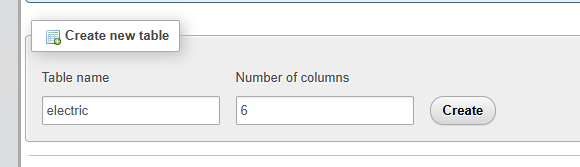 Create new table
Table name Number of columns
electric 6 Create